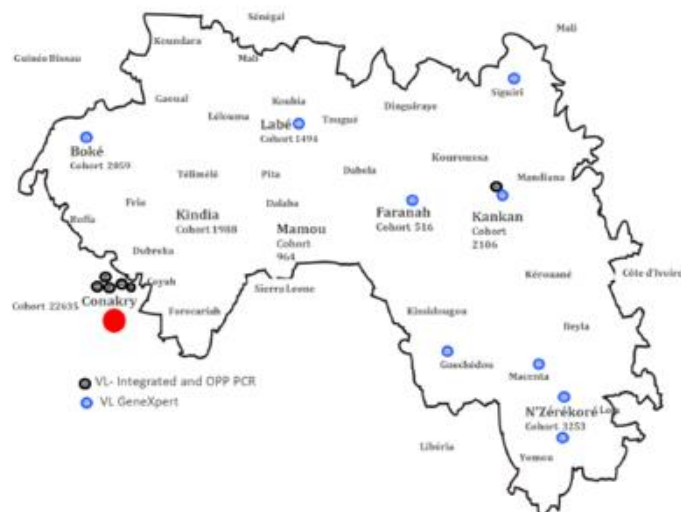 Sénégal
Mali
Koundara
Guinée Bissau
Mali
Siguiri
Gaoual
Koubia
Dinguiraye
Lélouma
Tougué
Labé
Cohort 1494
Boké
Cohort 2059
Kouroussa
Dabola
Télimélé
Pita
Mandiana
Fria
Dalaba
Boffa
Kindia
Cohort 1988
Faranah
Cohort 516
Kankan
Cohort
2106
Mamou
Cohort
964
Dubreka
Kérouané
Côte d'Ivoire
Coyah
Sierra Leone
Cohort 22635
Conakry
Forecariah
Kissidougou
Beyla
Macenta
VL- Integrated and OPP PCR
VL GeneXpert
N'Zérékoré
Lola
Cohort 3253
Libéria
Yomou